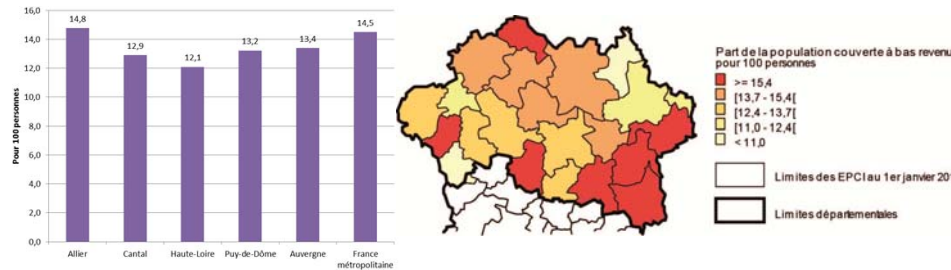 Pour 100 personnes
16,0
14,0
12,0
10,0
8,0
6,0
4,0
2,0
0,0
14,8
12,9
12,1
13,2
13,4
14,5
Allier
Cantal
Haute-Loire
Puy-de-Dôme
Auvergne
France
métropolitaine
Part de la population couverte à bas revenu
pour 100 personnes
>= 15,4
[13,7 - 15,4[
[12,4 - 13,7[
[11,0 - 12,4[
< 11,0
Limites des EPCI au 1er janvier 201
Limites départementales